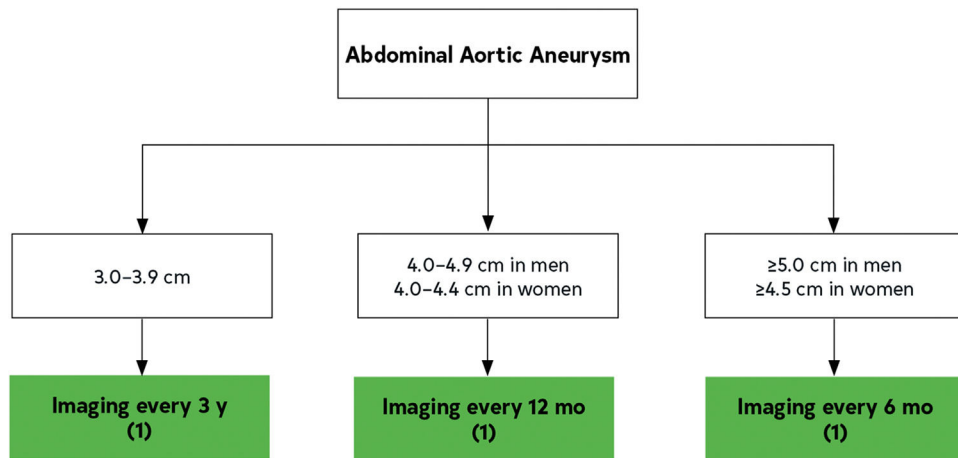 Abdominal Aortic Aneurysm
3.0–3.9 cm
4.0–4.9 cm in men
4.0–4.4 cm in women
≥5.0 cm in men
≥4.5 cm in women
Imaging every 3 y
(1)
Imaging every 12 mo
(1)
Imaging every 6 mo
(1)